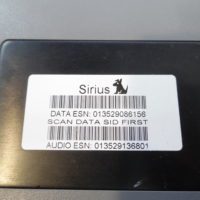 Sirius
DATA ESN: 013529086156
SCAN DATA SID FIRST
AUDIO ESN: 013529136801